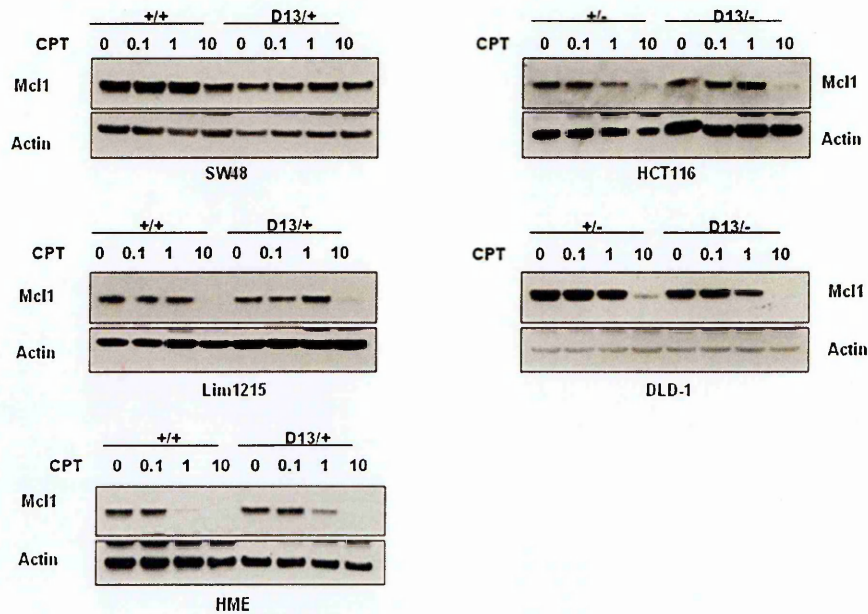 +/+ D13/+
CPT 0 0.1 1 10 0 0.1 1 10
Mcl1
Actin
SW48
+/- D13/-
CPT 0 0.1 1 10 0 0.1 1 10
Mcl1
Actin
HCT116
+/+ D13/+
CPT 0 0.1 1 10 0 0.1 1 10
Mcl1
Actin
Lim1215
+/- D13/-
CPT 0 0.1 1 10 0 0.1 1 10
Mcl1
Actin
DLD-1
+/+ D13/+
CPT 0 0.1 1 10 0 0.1 1 10
Mcl1
Actin
HME